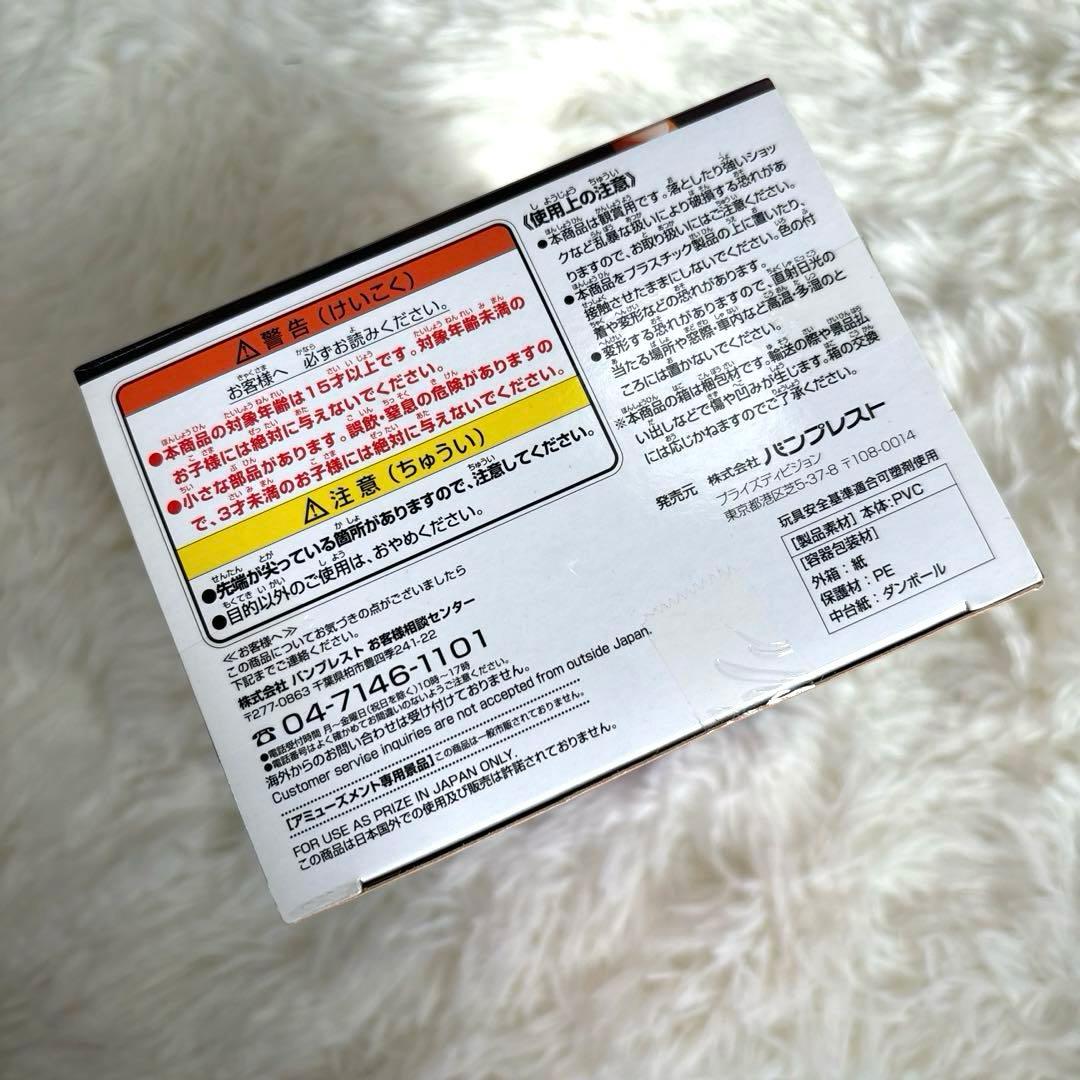 ⚠警告(けいこく)
お客様へ 必ずお読みください。
●本商品の対象年齢は15才以上です。対象年齢未満の
お子様には絶対に与えないでください。
●小さな部品があります。誤飲・窒息の危険がありますの
で、3才未満のお子様には絶対に与えないでください。
⚠注意(ちゅうい)
●先端が尖っている箇所がありますので、注意してください。
●目的以外のご使用は、おやめください。
≪お客様へ≫
この商品についてお気づきの点がございましたら
下記までご連絡ください。
株式会社 バンプレスト お客様相談センター
〒277-0863 千葉県柏市豊四季241-22
☎04-7146-1101
●電話受付時間 月〜金曜日(祝日を除く)10時〜17時
●電話番号はよく確かめてお間違のないようご注意ください。
海外からのお問い合わせは受け付けておりません。
Customer service inquiries are not accepted from outside Japan.
[アミューズメント専用景品]この商品は一般市販されておりません。
FOR USE AS PRIZE IN JAPAN ONLY.
この商品は日本国外での使用及び販売は許諾されておりません。
《使用上の注意》
●本商品は観賞用です。落としたり強いショッ
クなど乱暴な扱いにより破損する恐れがあ
りますので、お取り扱いにはご注意ください。
●本商品をプラスチック製品の上に置いたり、
接触させたままにしないでください。色の付
着や変形などの恐れがあります。
●変形する恐れがありますので、直射日光の
当たる場所や窓際・車内など高温・多湿のと
ころには置かないでください。
※本商品の箱は梱包材です。輸送の際や景品払
い出しなどで傷や凹みが生じます。箱の交換
には応じかねますのでご了承ください。
発売元 株式会社 バンプレスト
プライズディビジョン
東京都港区芝5-37-8 〒108-0014
玩具安全基準適合可塑剤使用
[製品素材]本体:PVC
[容器包装材]
外箱:紙
保護材:PE
中台紙:ダンボール